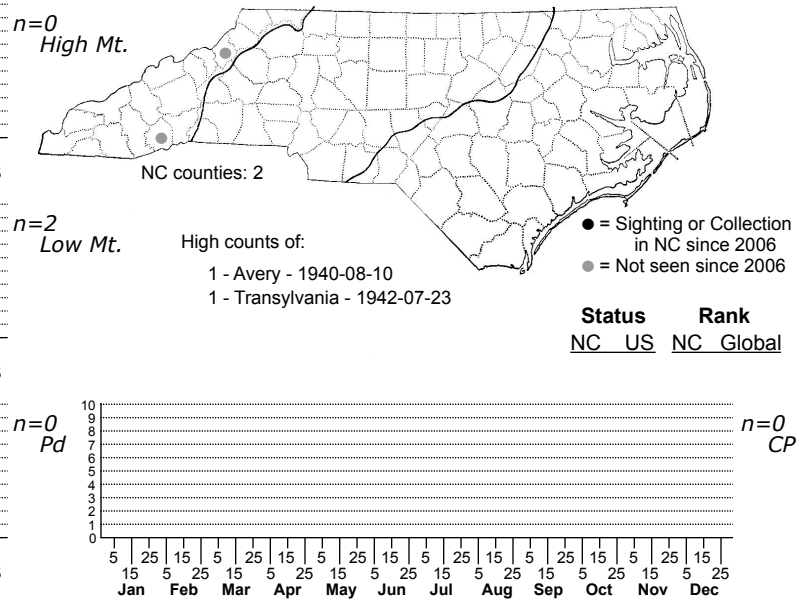 n=0
High Mt.
NC counties: 2
n=2
Low Mt.
High counts of:
1 - Avery - 1940-08-10
1 - Transylvania - 1942-07-23
● = Sighting or Collection
in NC since 2006
● = Not seen since 2006
Status Rank
NC US NC Global
n=0
Pd
n=0
CP
10
9
8
7
6
5
4
3
2
1
0
5 25 15 5 25 15 5 25 15 5 25 15 5 25 15 5 25 15
15 5 25 15 5 25 15 5 25 15 5 25 15 5 25 15 5 25
Jan Feb Mar Apr May Jun Jul Aug Sep Oct Nov Dec